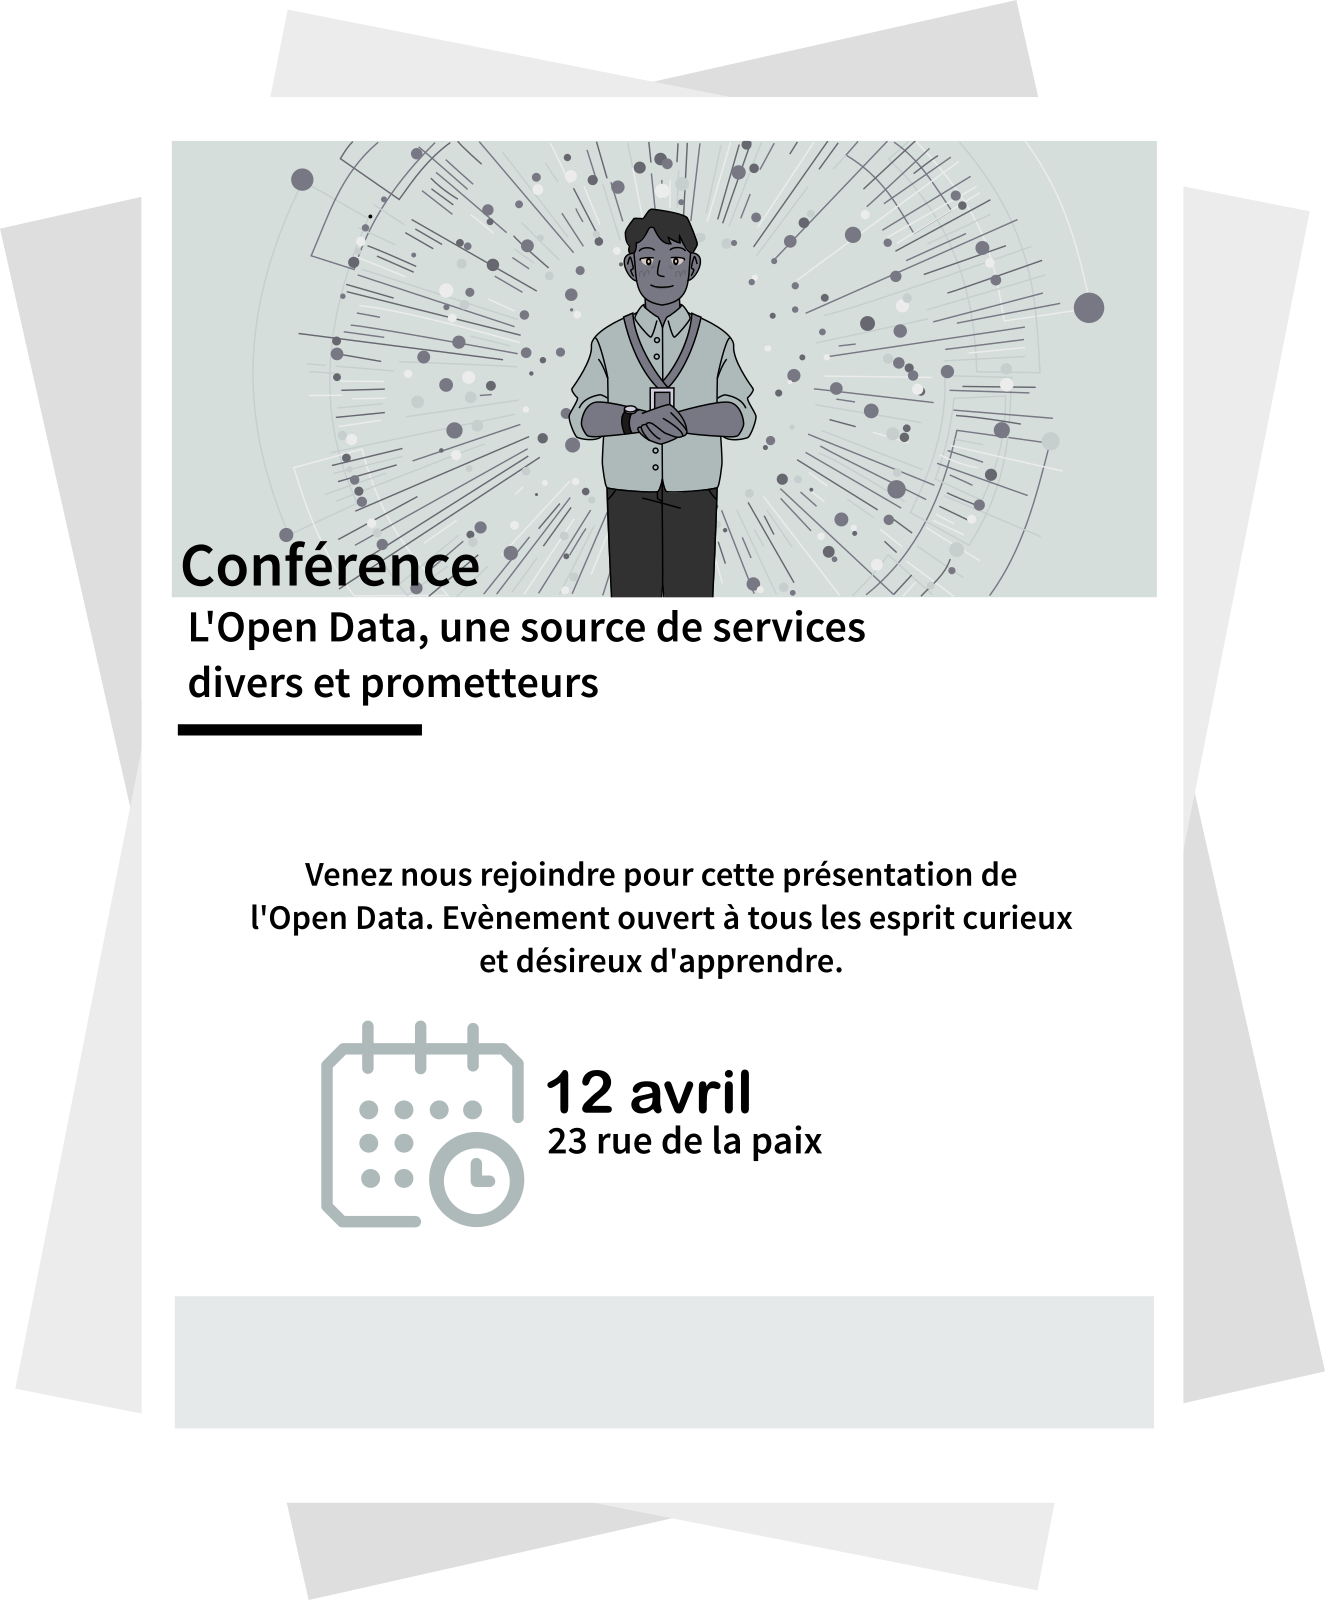 Conférence
L'Open Data, une source de services
divers et prometteurs
Venez nous rejoindre pour cette présentation de
l'Open Data. Evènement ouvert à tous les esprit curieux
et désireux d'apprendre.
12 avril
23 rue de la paix